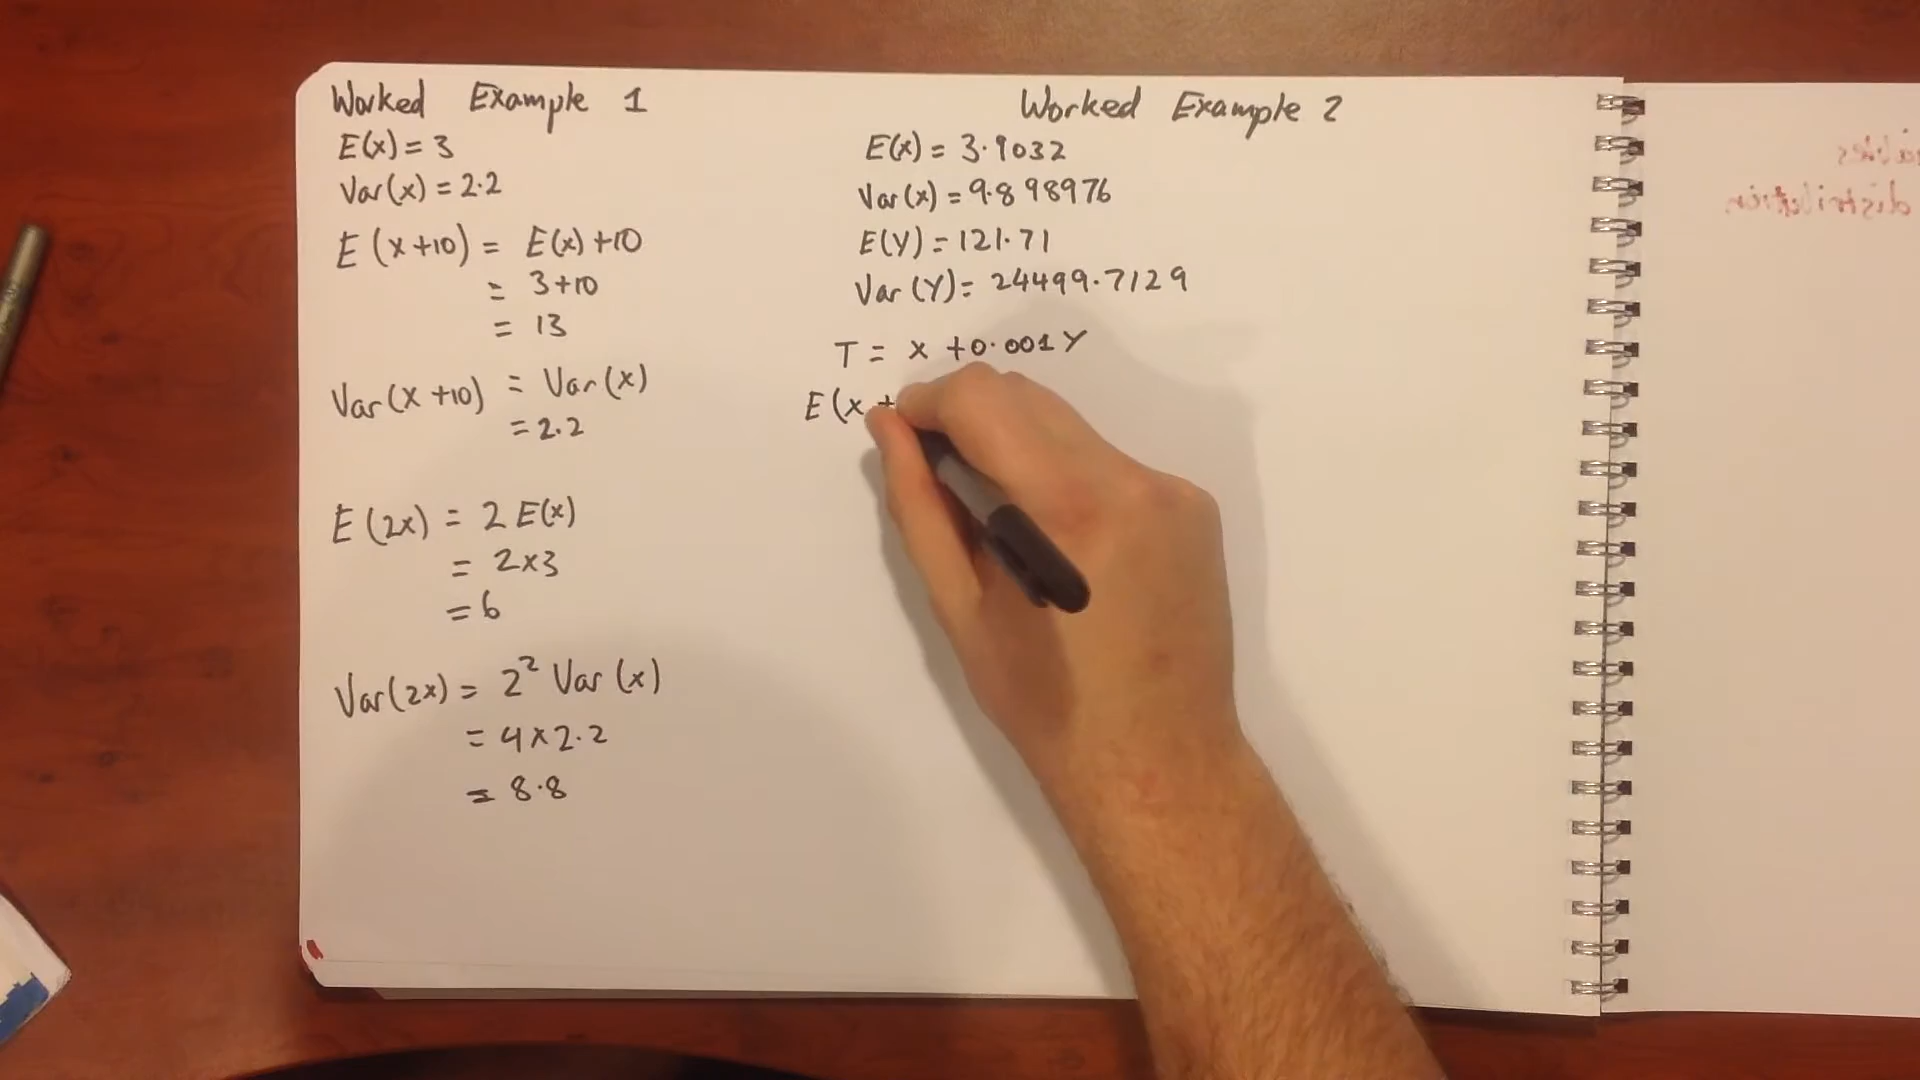 Worked Example 1
E(x) = 3
Var(x) = 2.2
E(x+10) = E(x)+10
= 3+10
= 13
Var(x+10) = Var(x)
= 2.2
E(2x) = 2 E(x)
= 2x3
= 6
Var(2x) = 2² Var(x)
= 4x2.2
= 8.8
Worked Example 2
E(x) = 3.9032
Var(x) = 9.898976
E(Y) = 121.71
Var(Y) = 24499.7129
T = x +0.001Y
E(x +
distribution